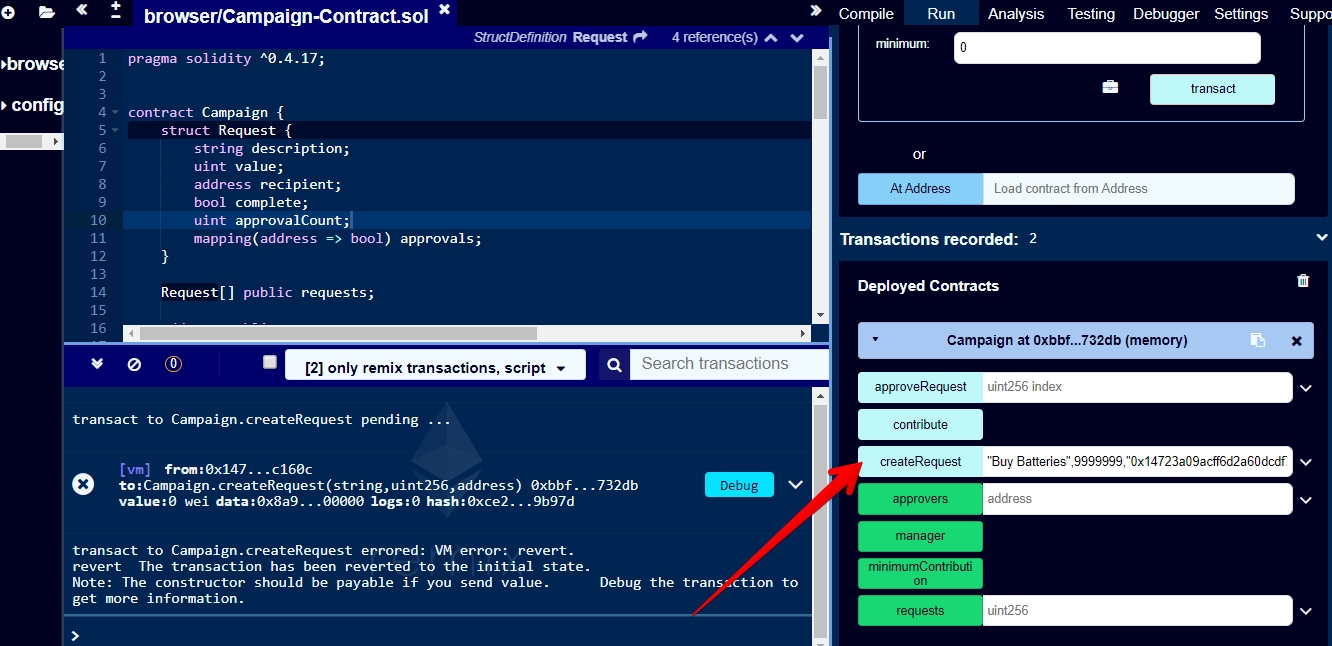 browser/Campaign-Contract.sol
browse
config
StructDefinition Request 4 reference(s)
1 pragma solidity ^0.4.17;
2
3
4 contract Campaign {
5 struct Request {
6 string description;
7 uint value;
8 address recipient;
9 bool complete;
10 uint approvalCount;
11 mapping(address => bool) approvals;
12 }
13
14 Request[] public requests;
15
16
0
[2] only remix transactions, script
Search transactions
transact to Campaign.createRequest pending ...
[vm] from:0x147...c160c
to:Campaign.createRequest(string,uint256,address) 0xbbf...732db
value:0 wei data:0x8a9...00000 logs:0 hash:0xce2...9b97d
Debug
transact to Campaign.createRequest errored: VM error: revert.
revert The transaction has been reverted to the initial state.
Note: The constructor should be payable if you send value. Debug the transaction to
get more information.
>
Compile Run Analysis Testing Debugger Settings Suppo
minimum: 0
transact
or
At Address Load contract from Address
Transactions recorded: 2
Deployed Contracts
Campaign at 0xbbf...732db (memory)
approveRequest uint256 index
contribute
createRequest "Buy Batteries",9999999,"0x14723a09acff6d2a60dcdf
approvers address
manager
minimumContributi
on
requests uint256